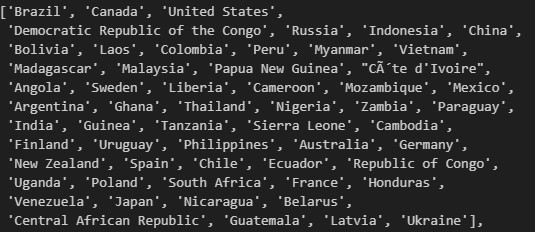 ['Brazil', 'Canada', 'United States',
'Democratic Republic of the Congo', 'Russia', 'Indonesia', 'China',
'Bolivia', 'Laos', 'Colombia', 'Peru', 'Myanmar', 'Vietnam',
'Madagascar', 'Malaysia', 'Papua New Guinea', "CÃ´te d'Ivoire",
'Angola', 'Sweden', 'Liberia', 'Cameroon', 'Mozambique', 'Mexico',
'Argentina', 'Ghana', 'Thailand', 'Nigeria', 'Zambia', 'Paraguay',
'India', 'Guinea', 'Tanzania', 'Sierra Leone', 'Cambodia',
'Finland', 'Uruguay', 'Philippines', 'Australia', 'Germany',
'New Zealand', 'Spain', 'Chile', 'Ecuador', 'Republic of Congo',
'Uganda', 'Poland', 'South Africa', 'France', 'Honduras',
'Venezuela', 'Japan', 'Nicaragua', 'Belarus',
'Central African Republic', 'Guatemala', 'Latvia', 'Ukraine'],